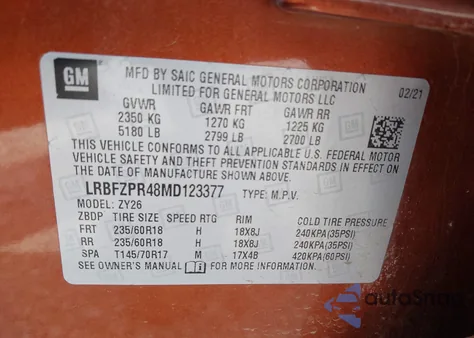 GM
MFD BY SAIC GENERAL MOTORS CORPORATION 02/21
LIMITED FOR GENERAL MOTORS LLC
GVWR GAWR FRT GAWR RR
2350 KG 1270 KG 1225 KG
5180 LB 2799 LB 2700 LB
THIS VEHICLE CONFORMS TO ALL APPLICABLE U.S. FEDERAL MOTOR
VEHICLE SAFETY AND THEFT PREVENTION STANDARDS IN EFFECT ON
THE DATE OF MANUFACTURE SHOWN ABOVE.
LRBFZPR48MD123377 TYPE: M.P.V.
MODEL: ZY26
ZBDP TIRE SIZE SPEED RTG RIM COLD TIRE PRESSURE
FRT 235/60R18 H 18X8J 240KPA(35PSI)
RR 235/60R18 H 18X8J 240KPA(35PSI)
SPA T145/70R17 M 17X4B 420KPA(60PSI)
SEE OWNER'S MANUAL i FOR MORE INFORMATION.
autoSnap